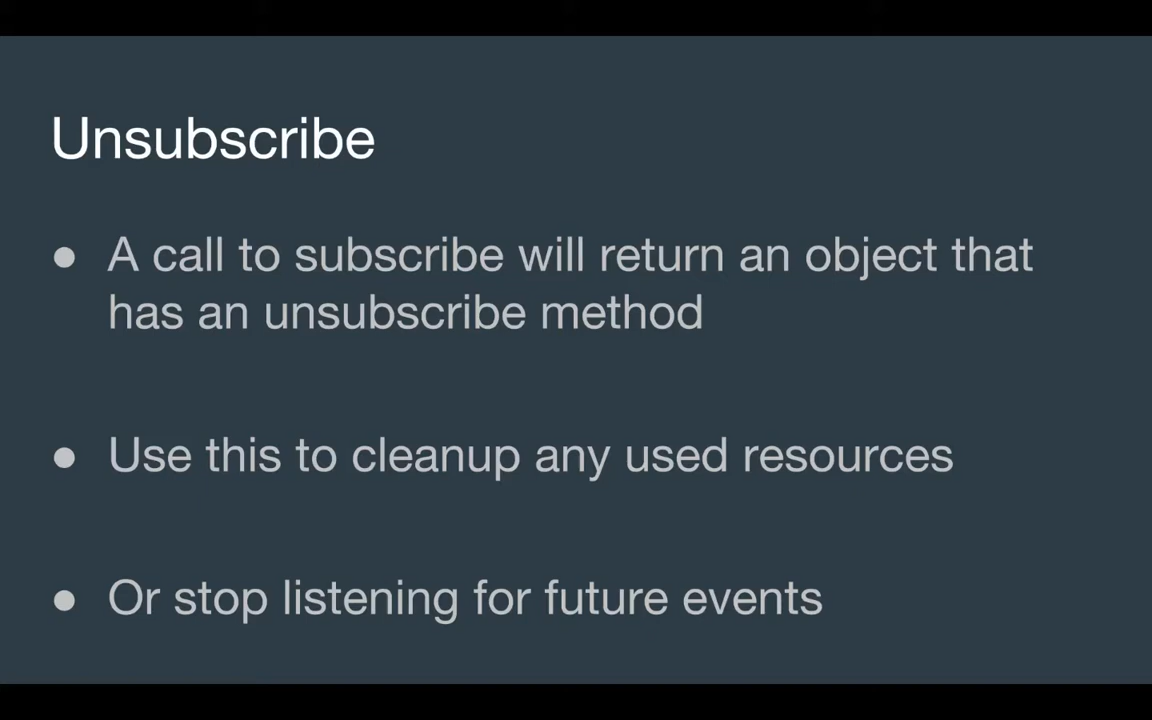 Unsubscribe
● A call to subscribe will return an object that
has an unsubscribe method
● Use this to cleanup any used resources
● Or stop listening for future events